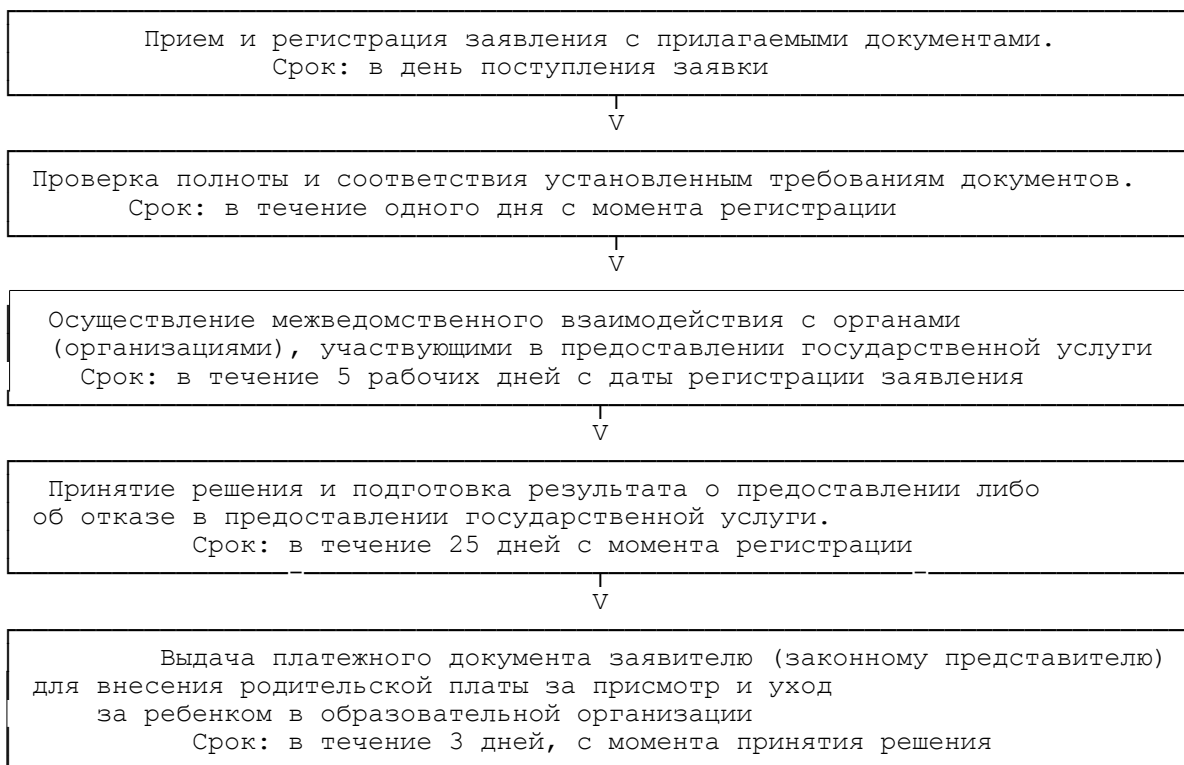 Прием и регистрация заявления с прилагаемыми документами.
Срок: в день поступления заявки
V
Проверка полноты и соответствия установленным требованиям документов.
Срок: в течение одного дня с момента регистрации
V
Осуществление межведомственного взаимодействия с органами
(организациями), участвующими в предоставлении государственной услуги
Срок: в течение 5 рабочих дней с даты регистрации заявления
V
Принятие решения и подготовка результата о предоставлении либо
об отказе в предоставлении государственной услуги.
Срок: в течение 25 дней с момента регистрации
V
Выдача платежного документа заявителю (законному представителю)
для внесения родительской платы за присмотр и уход
за ребенком в образовательной организации
Срок: в течение 3 дней, с момента принятия решения